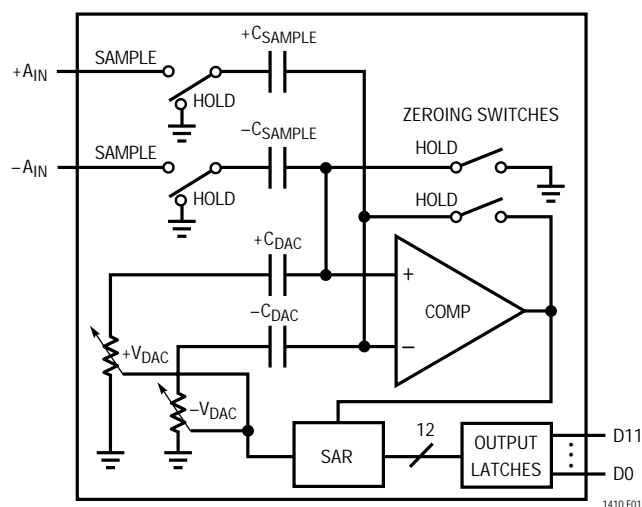 +CSAMPLE
+AIN
SAMPLE
HOLD
ZEROING SWITCHES
−CSAMPLE
−AIN
SAMPLE
HOLD
HOLD
HOLD
+CDAC
+
COMP
−CDAC
−
+VDAC
−VDAC
SAR
12
OUTPUT
LATCHES
D11
D0
1410 F01